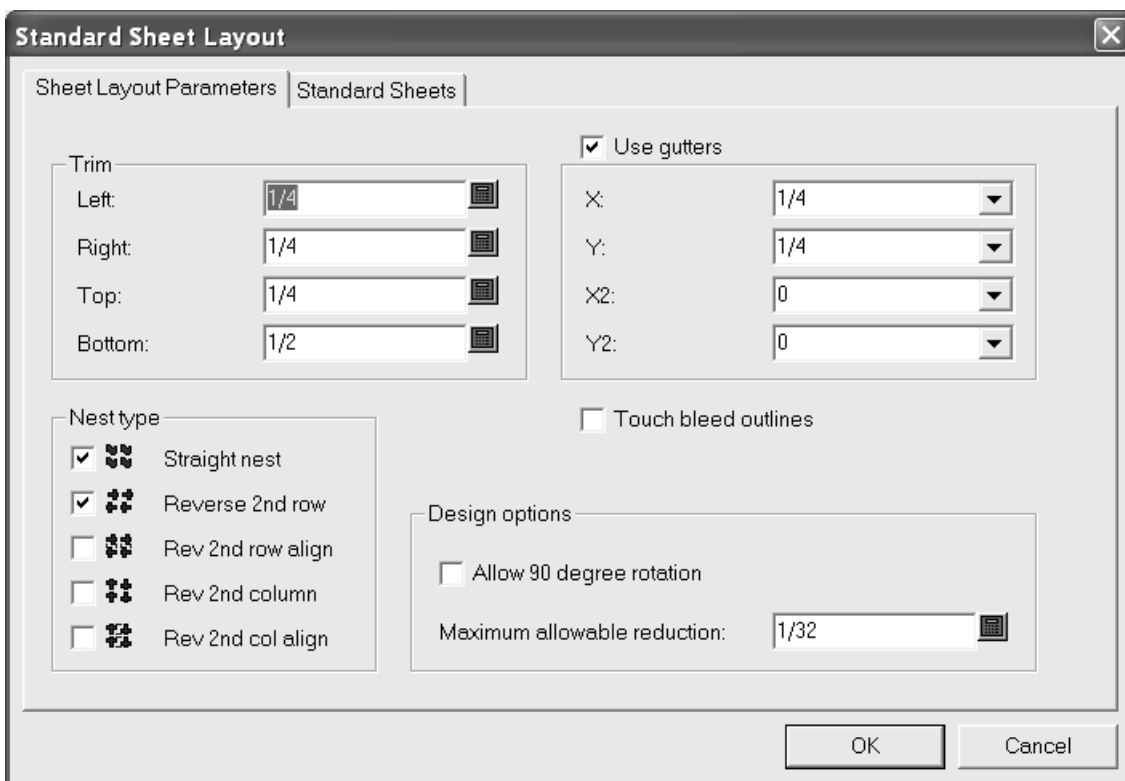 Standard Sheet Layout
Sheet Layout Parameters
Standard Sheets
Trim
Left: 1/4
Right: 1/4
Top: 1/4
Bottom: 1/2
Use gutters
X: 1/4
Y: 1/4
X2: 0
Y2: 0
Nest type
Straight nest
Reverse 2nd row
Rev 2nd row align
Rev 2nd column
Rev 2nd col align
Touch bleed outlines
Design options
Allow 90 degree rotation
Maximum allowable reduction: 1/32
OK
Cancel